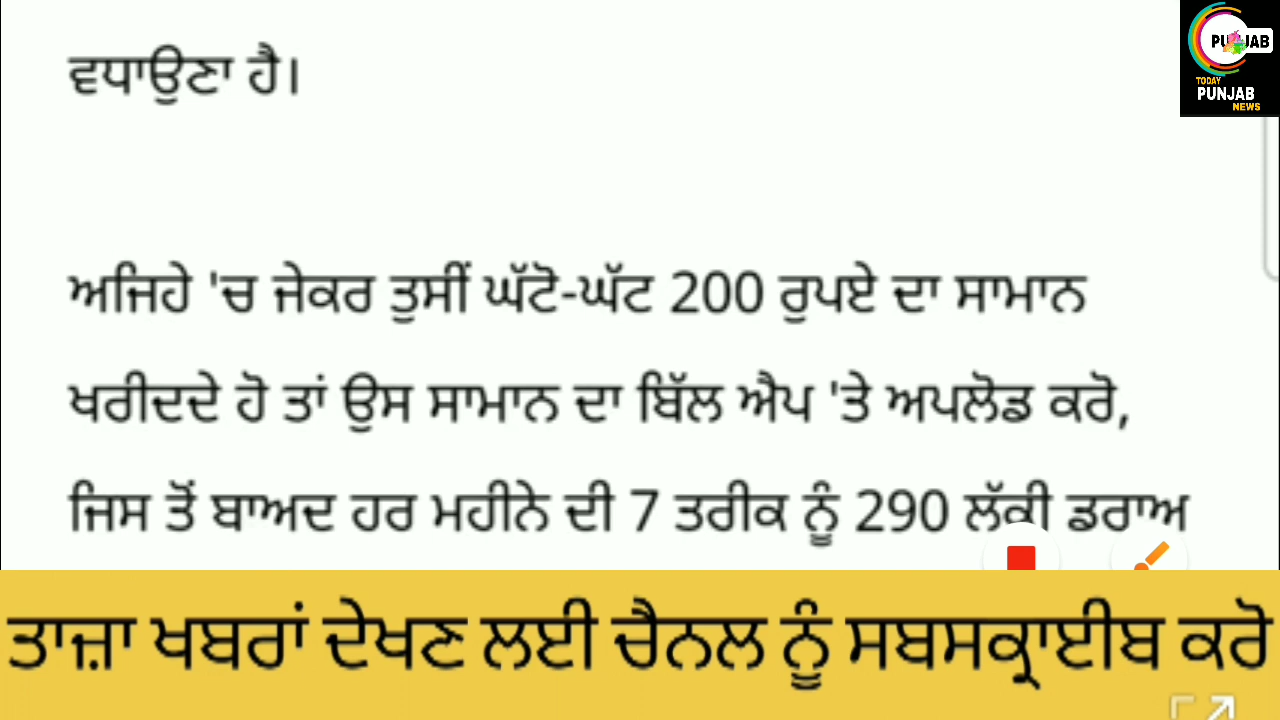 PUNJAB
TODAY
PUNJAB
NEWS
ਵਧਾਉਣਾ ਹੈ।
ਅਜਿਹੇ 'ਚ ਜੇਕਰ ਤੁਸੀਂ ਘੱਟੋ-ਘੱਟ 200 ਰੁਪਏ ਦਾ ਸਾਮਾਨ
ਖਰੀਦਦੇ ਹੋ ਤਾਂ ਉਸ ਸਾਮਾਨ ਦਾ ਬਿੱਲ ਐਪ 'ਤੇ ਅਪਲੋਡ ਕਰੋ,
ਜਿਸ ਤੋਂ ਬਾਅਦ ਹਰ ਮਹੀਨੇ ਦੀ 7 ਤਰੀਕ ਨੂੰ 290 ਲੱਕੀ ਡਰਾਅ
ਤਾਜ਼ਾ ਖਬਰਾਂ ਦੇਖਣ ਲਈ ਚੈਨਲ ਨੂੰ ਸਬਸਕ੍ਰਾਈਬ ਕਰੋ